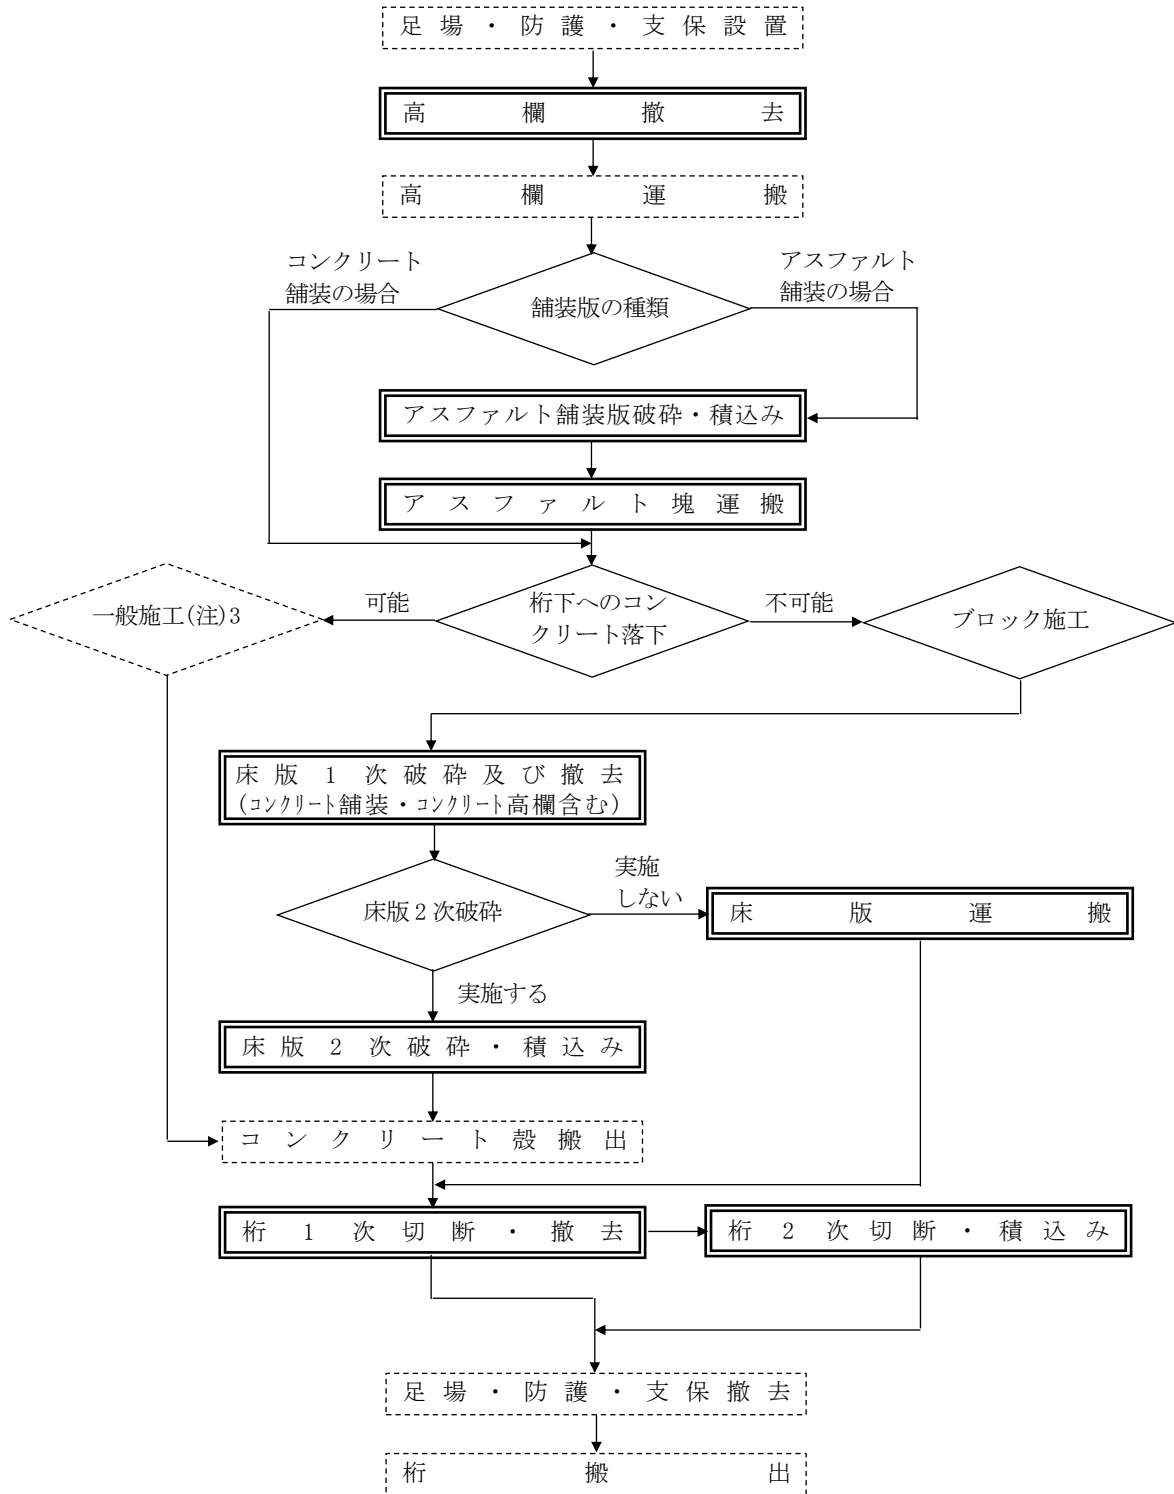 足場・防護・支保設置
高欄撤去
高欄運搬
コンクリート
舗装の場合
アスファルト
舗装の場合
舗装版の種類
アスファルト舗装版破砕・積込み
アスファルト塊運搬
一般施工(注)3
可能
桁下へのコン
クリート落下
不可能
ブロック施工
床版1次破砕及び撤去
(コンクリート舗装・コンクリート高欄含む)
実施
しない
床版2次破砕
床版運搬
実施する
床版2次破砕・積込み
コンクリート殻搬出
桁1次切断・撤去
桁2次切断・積込み
足場・防護・支保撤去
桁搬出